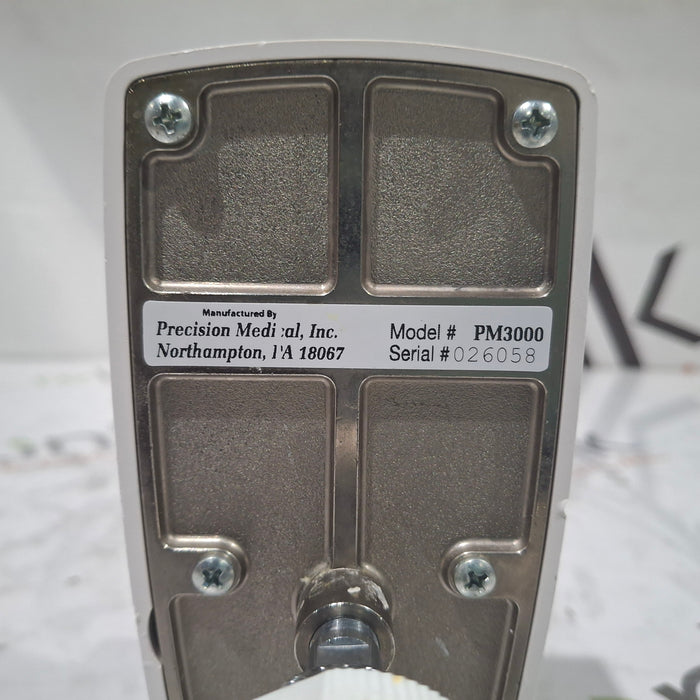 Manufactured By
Precision Medical, Inc.
Northampton, PA 18067
Model # PM3000
Serial # 026058